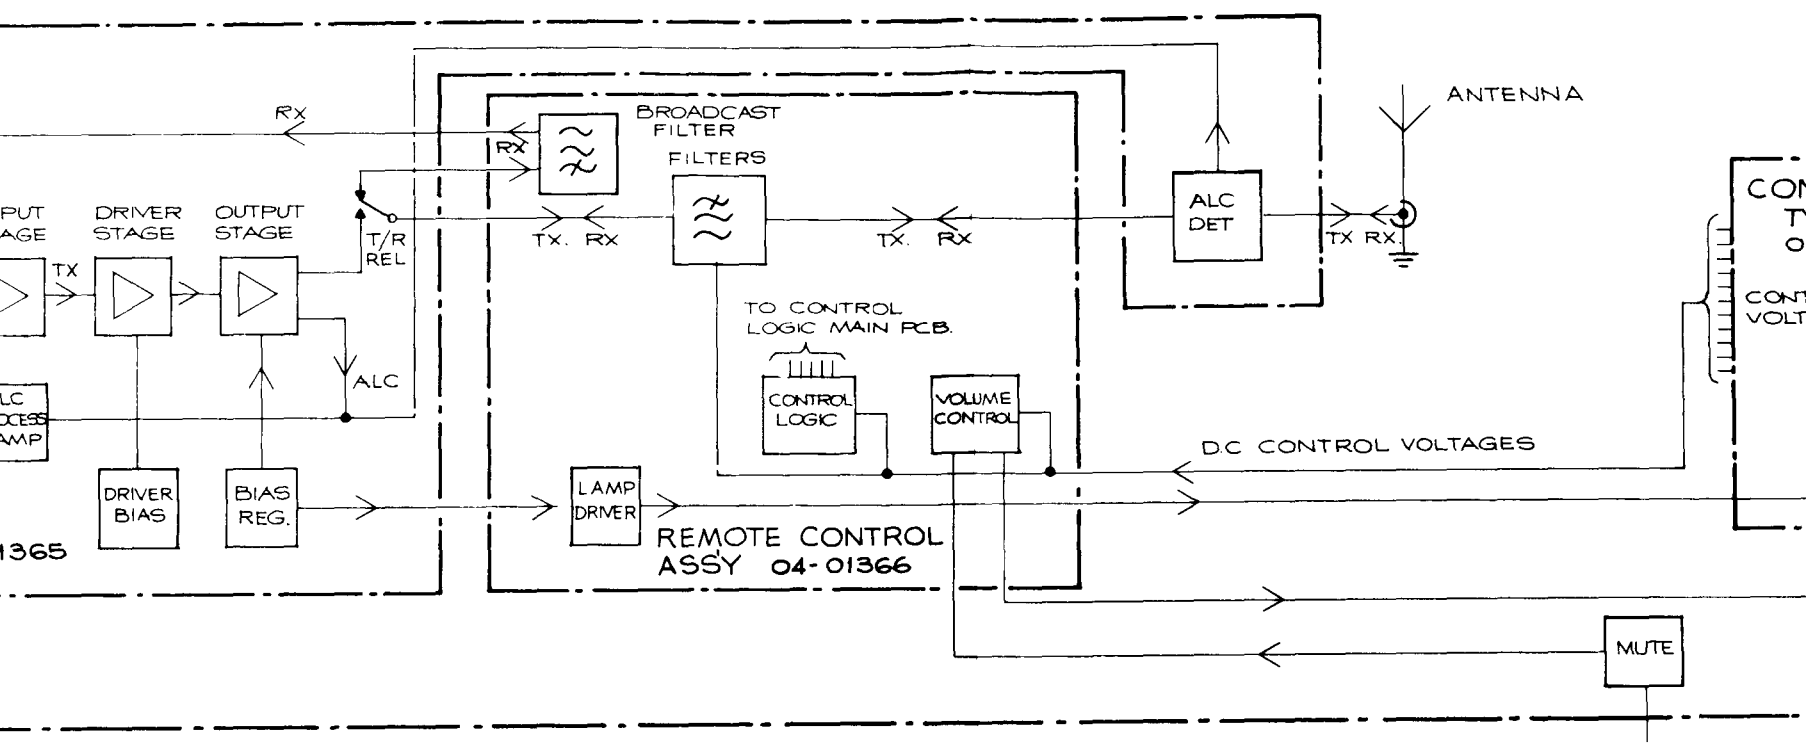 RX
BROADCAST
FILTER
RX
FILTERS
ANTENNA
ALC
DET
TX RX.
DRIVER
STAGE
OUTPUT
STAGE
T/R
REL
TX. RX
TX. RX
TX
TO CONTROL
LOGIC MAIN PCB.
CONTROL
LOGIC
VOLUME
CONTROL
ALC
AMP
D.C CONTROL VOLTAGES
DRIVER
BIAS
BIAS
REG.
LAMP
DRIVER
REMOTE CONTROL
ASS'Y 04-01366
1365
MUTE